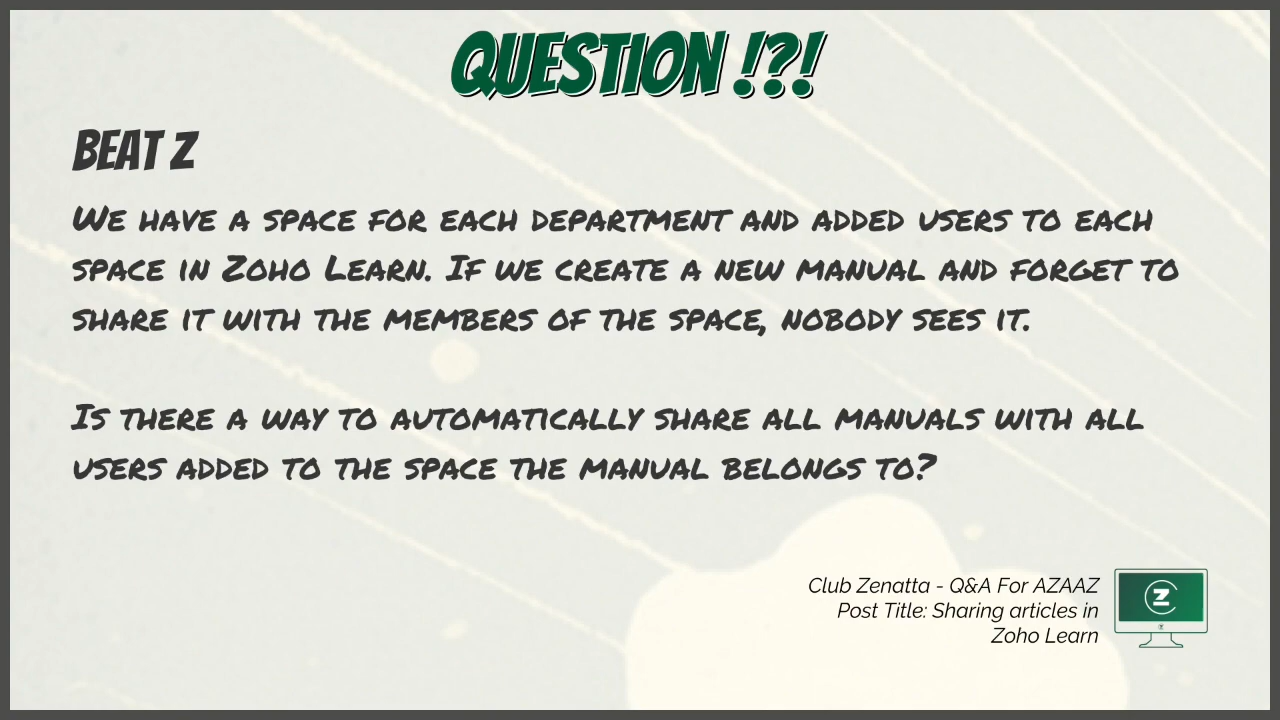 QUESTION !?!
BEAT Z
We have a space for each department and added users to each
space in Zoho Learn. If we create a new manual and forget to
share it with the members of the space, nobody sees it.
Is there a way to automatically share all manuals with all
users added to the space the manual belongs to?
Club Zenatta - Q&A For AZAAZ
Post Title: Sharing articles in
Zoho Learn
Z